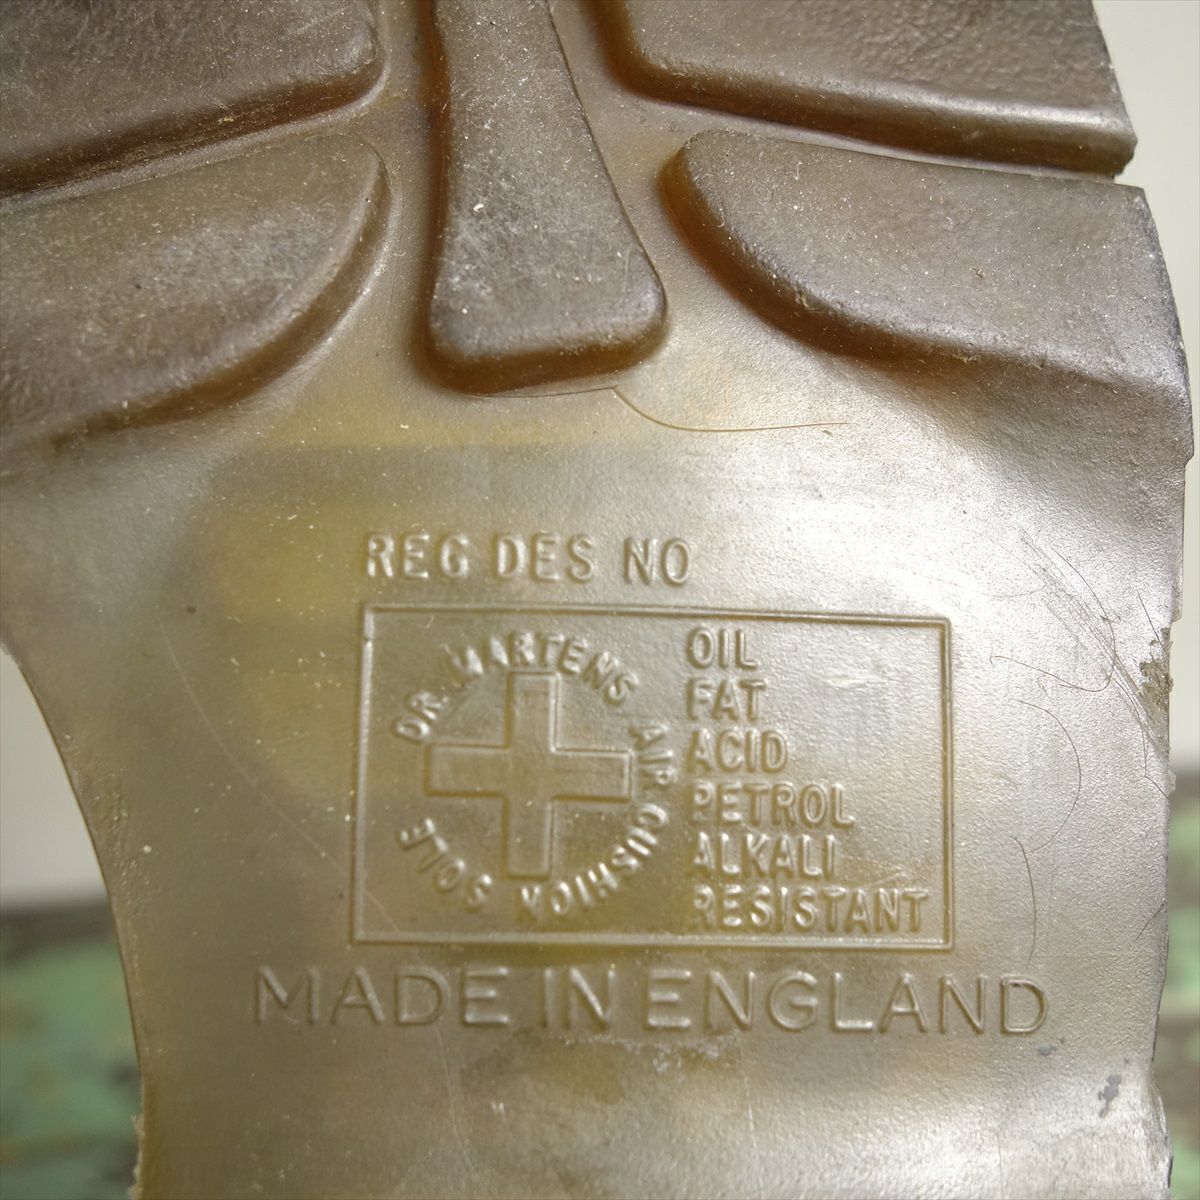 REG DES NO
DR. MARTENS AIR CUSHION SOLE
OIL
FAT
ACID
PETROL
ALKALI
RESISTANT
MADE IN ENGLAND